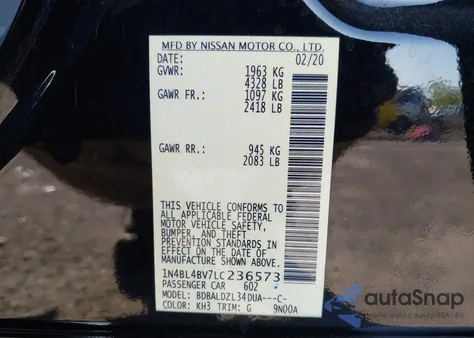 MFD BY NISSAN MOTOR CO., LTD.
DATE: 02/20
GVWR: 1963 KG
4328 LB
GAWR FR.: 1097 KG
2418 LB
GAWR RR.: 945 KG
2083 LB
THIS VEHICLE CONFORMS TO
ALL APPLICABLE FEDERAL
MOTOR VEHICLE SAFETY,
BUMPER, AND THEFT
PREVENTION STANDARDS IN
EFFECT ON THE DATE OF
MANUFACTURE SHOWN ABOVE.
1N4BL4BV7LC236573
PASSENGER CAR 602
MODEL: BDBALDZL34DUA---C-
COLOR: KH3 TRIM: G 9N00A
autoSnap